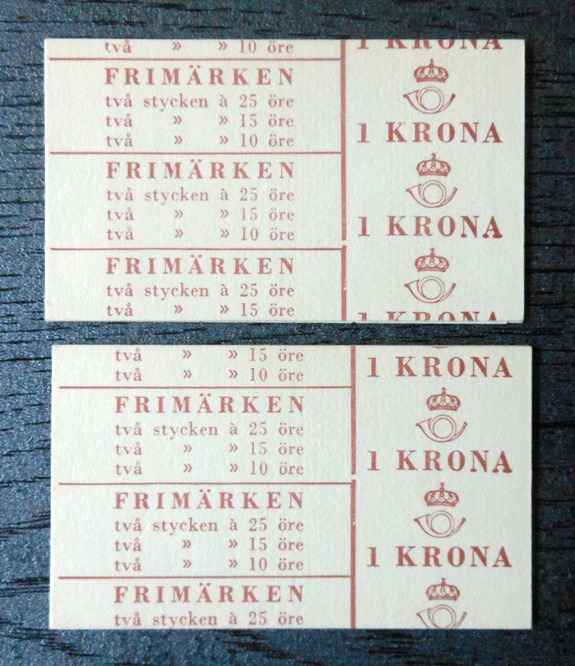 två » » 10 öre
1 KRONA
FRIMÄRKEN
två stycken à 25 öre
två » » 15 öre
två » » 10 öre
1 KRONA
FRIMÄRKEN
två stycken à 25 öre
två » » 15 öre
två » » 10 öre
1 KRONA
FRIMÄRKEN
två stycken à 25 öre
två » » 15 öre
1 KRONA
två » » 15 öre
två » » 10 öre
1 KRONA
FRIMÄRKEN
två stycken à 25 öre
två » » 15 öre
två » » 10 öre
1 KRONA
FRIMÄRKEN
två stycken à 25 öre
två » » 15 öre
två » » 10 öre
1 KRONA
FRIMÄRKEN
två stycken à 25 öre